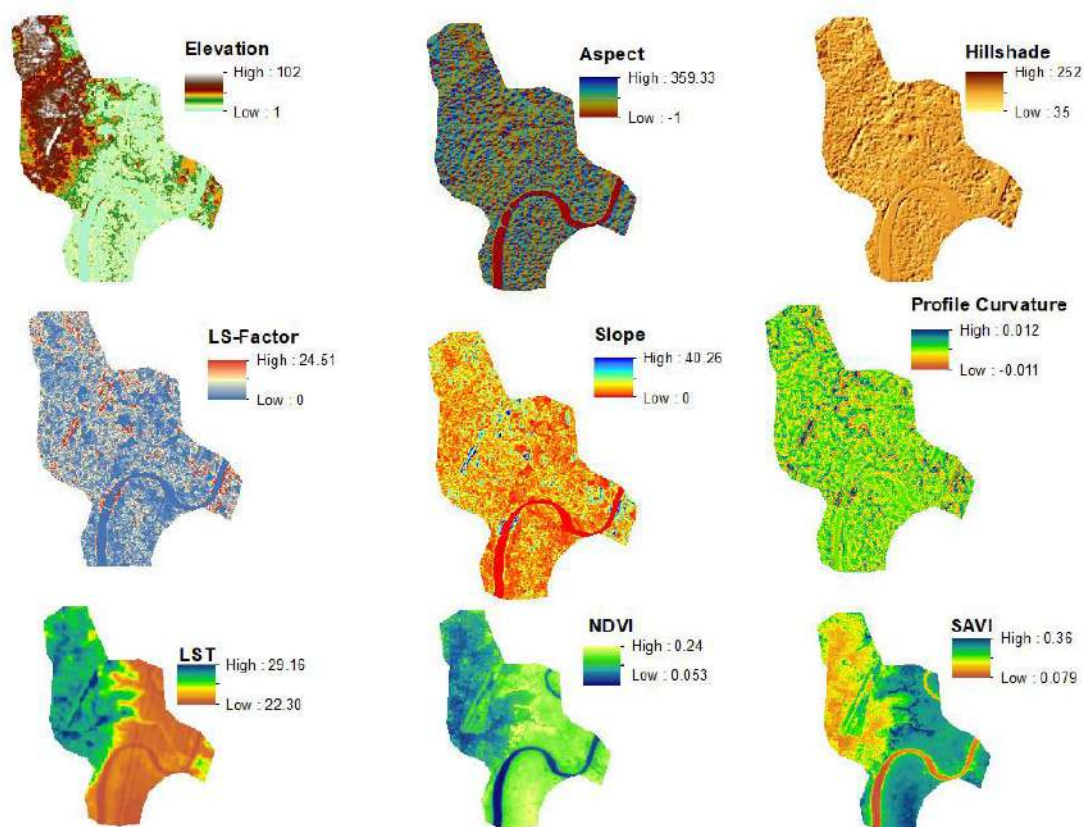 Elevation
High : 102
Low : 1
Aspect
High : 359.33
Low : -1
Hillshade
High : 252
Low : 35
LS-Factor
High : 24.51
Low : 0
Slope
High : 40.26
Low : 0
Profile Curvature
High : 0.012
Low : -0.011
LST
High : 29.16
Low : 22.30
NDVI
High : 0.24
Low : 0.053
SAVI
High : 0.36
Low : 0.079